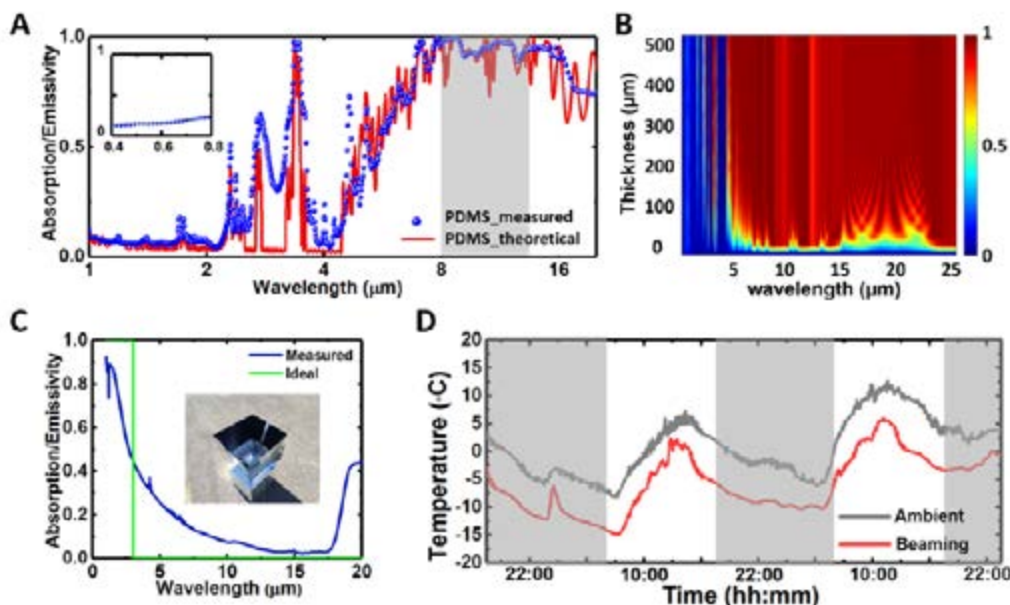 A
Absorption/Emissivity
1.0
0.5
0.0
1
0
0.4
0.6
0.8
PDMS_measured
PDMS_theoretical
1
2
4
8
16
Wavelength (μm)
B
Thickness (μm)
500
400
300
200
100
0
5
10
15
20
25
wavelength (μm)
1
0.5
0
C
Absorption/Emissivity
1.0
0.8
0.6
0.4
0.2
0.0
Measured
Ideal
0
5
10
15
20
Wavelength (μm)
D
Temperature (-C)
20
15
10
5
0
-5
-10
-15
-20
Ambient
Beaming
22:00
10:00
22:00
10:00
22:00
Time (hh:mm)